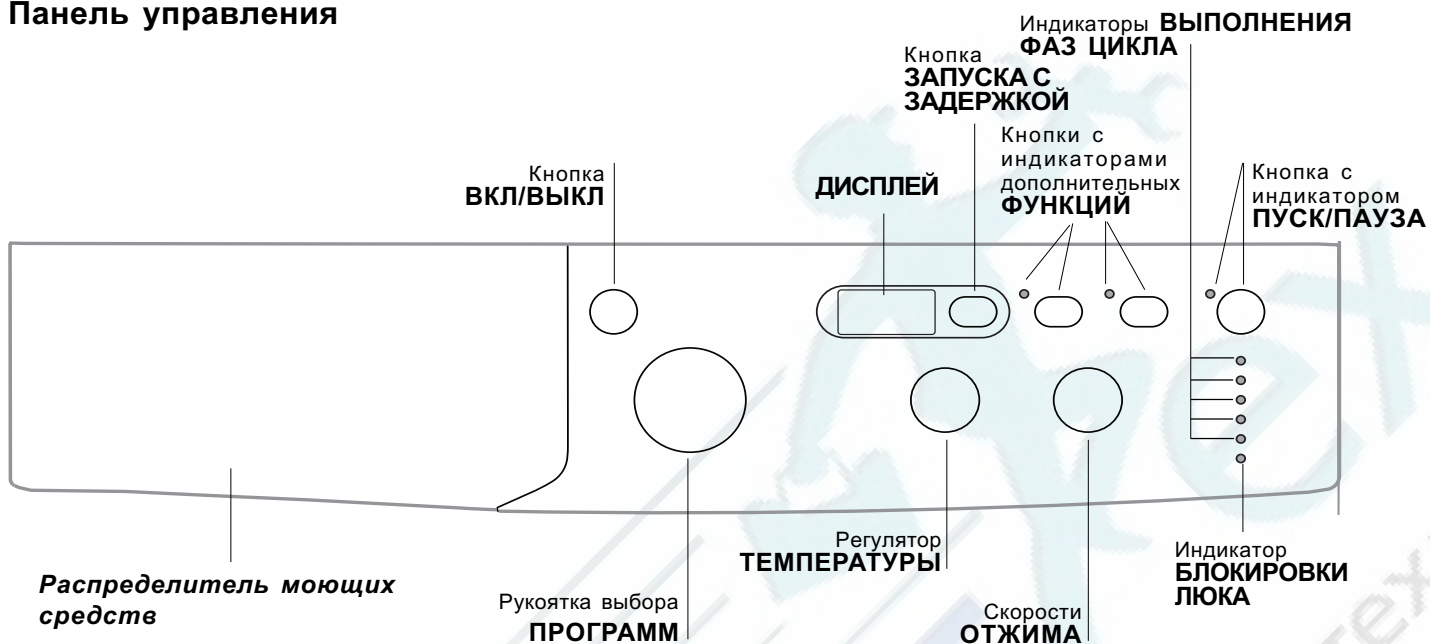 Панель управления
Индикаторы ВЫПОЛНЕНИЯ
ФАЗ ЦИКЛА
Кнопка
ЗАПУСКА С
ЗАДЕРЖКОЙ
Кнопки с
индикаторами
дополнительных
ФУНКЦИЙ
Кнопка
ВКЛ/ВЫКЛ
ДИСПЛЕЙ
Кнопка с
индикатором
ПУСК/ПАУЗА
Распределитель моющих
средств
Рукоятка выбора
ПРОГРАММ
Регулятор
ТЕМПЕРАТУРЫ
Скорости
ОТЖИМА
Индикатор
БЛОКИРОВКИ
ЛЮКА